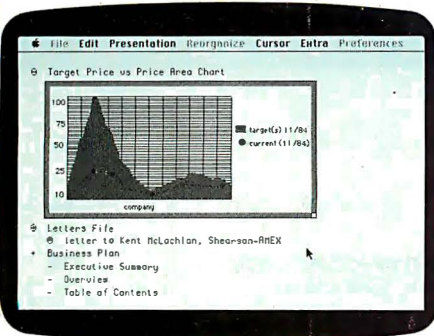 File Edit Presentation Reorganize Cursor Extra Preferences
Target Price vs Price Area Chart
100
75
50
25
10
target(s) 11/84
current (11/84)
company
Letters File
letter to Kent McLachlan, Shearson-AMEX
+ Business Plan
- Executive Summary
- Overview
- Table of Contents